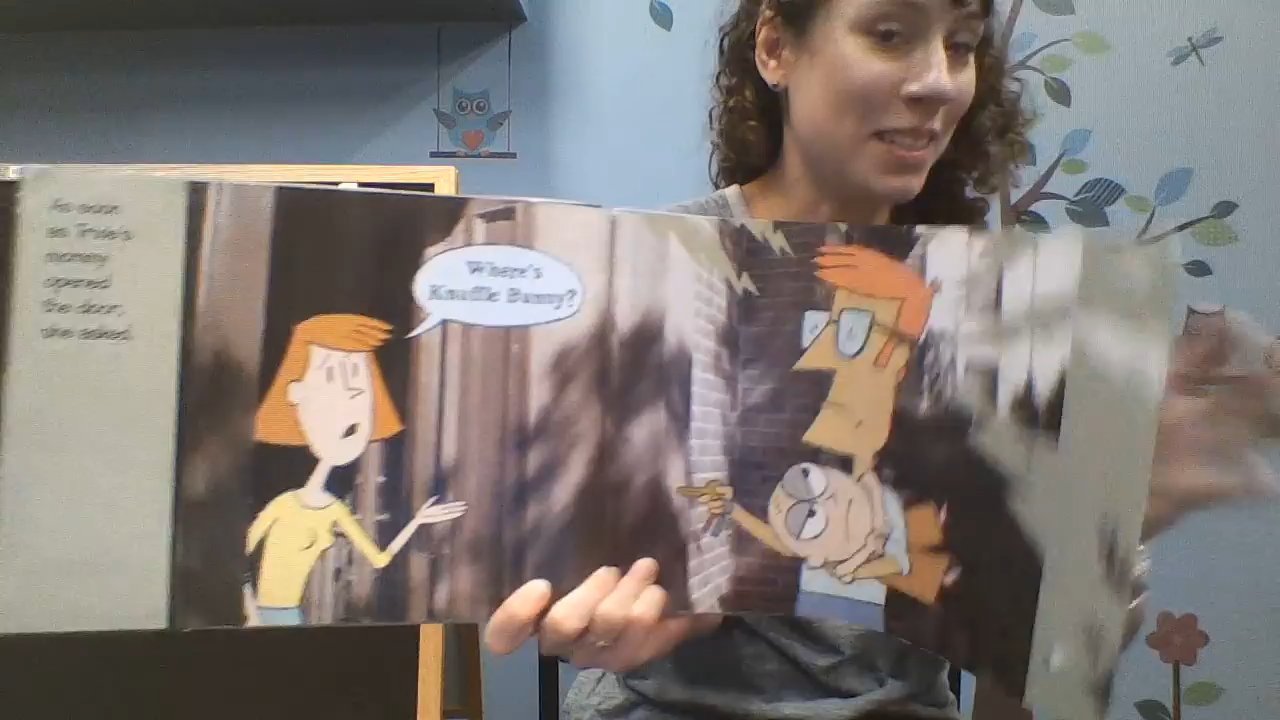 As soon
as Trixie's
mommy
opened
the door,
she asked,
Where's
Knuffle Bunny?